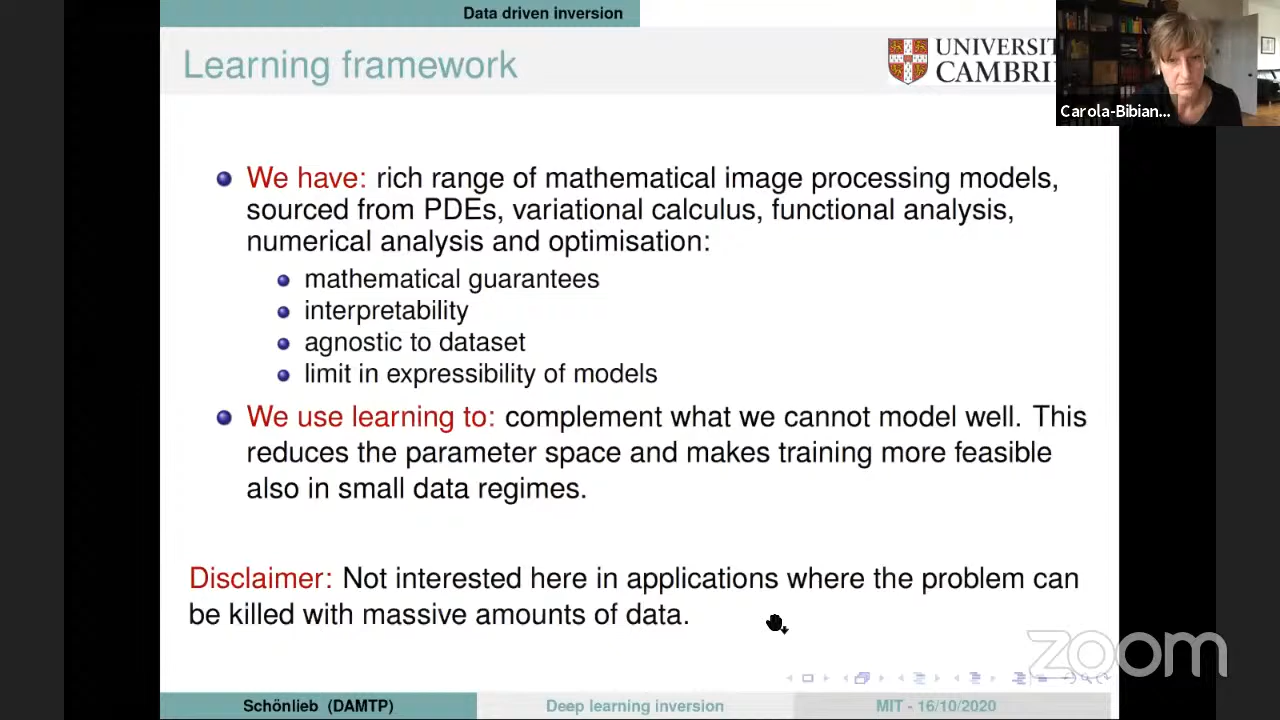 Data driven inversion
Learning framework
UNIVERSIT
CAMBRI
Carola-Bibian...
We have: rich range of mathematical image processing models,
sourced from PDEs, variational calculus, functional analysis,
numerical analysis and optimisation:
mathematical guarantees
interpretability
agnostic to dataset
limit in expressibility of models
We use learning to: complement what we cannot model well. This
reduces the parameter space and makes training more feasible
also in small data regimes.
Disclaimer: Not interested here in applications where the problem can
be killed with massive amounts of data.
zoom
Schönlieb (DAMTP)
Deep learning inversion
MIT - 16/10/2020